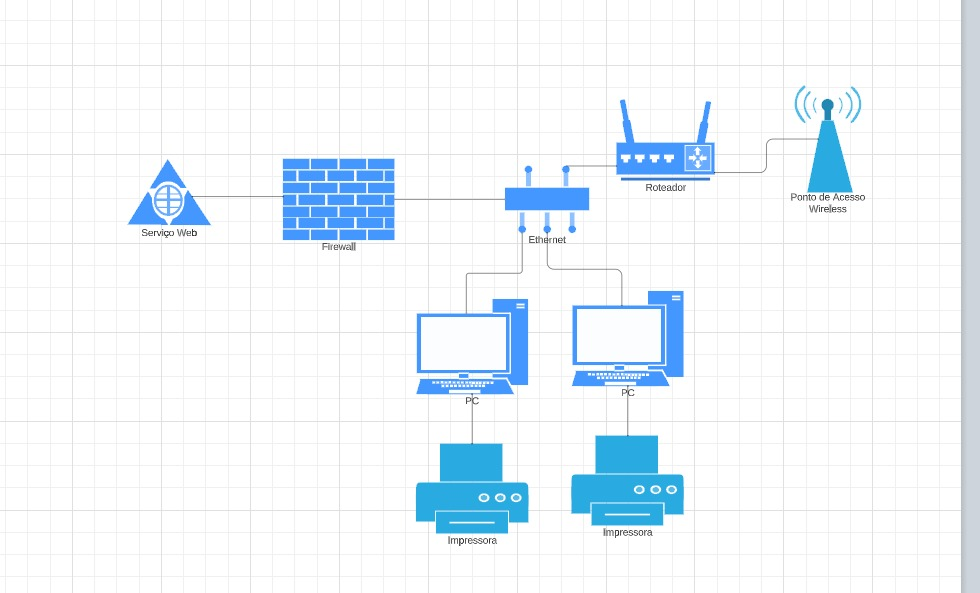 Serviço Web
Firewall
Ethernet
Roteador
Ponto de Acesso
Wireless
PC
PC
Impressora
Impressora